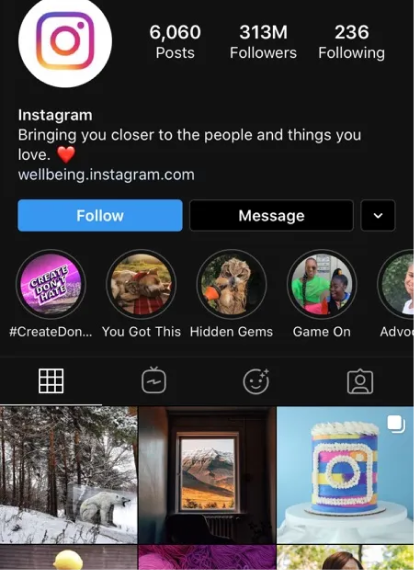 6,060 313M 236
Posts Followers Following
Instagram
Bringing you closer to the people and things you
love. ❤️
wellbeing.instagram.com
Follow Message
CREATE
DON'T
HATE
#CreateDon... You Got This Hidden Gems Game On Advoc